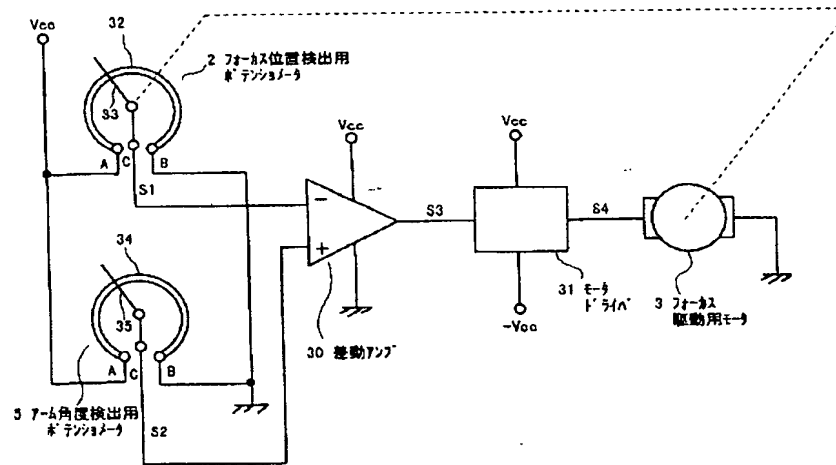 Vcc
32
2 フォーカス位置検出用
ポテンショメータ
33
A
C
B
S1
Vcc
Vcc
S3
S4
31 モータ
ドライバ
-Vcc
3 フォーカス
駆動用モータ
30 差動アンプ
34
35
A
C
B
5 アーム角度検出用
ポテンショメータ
S2
−
+